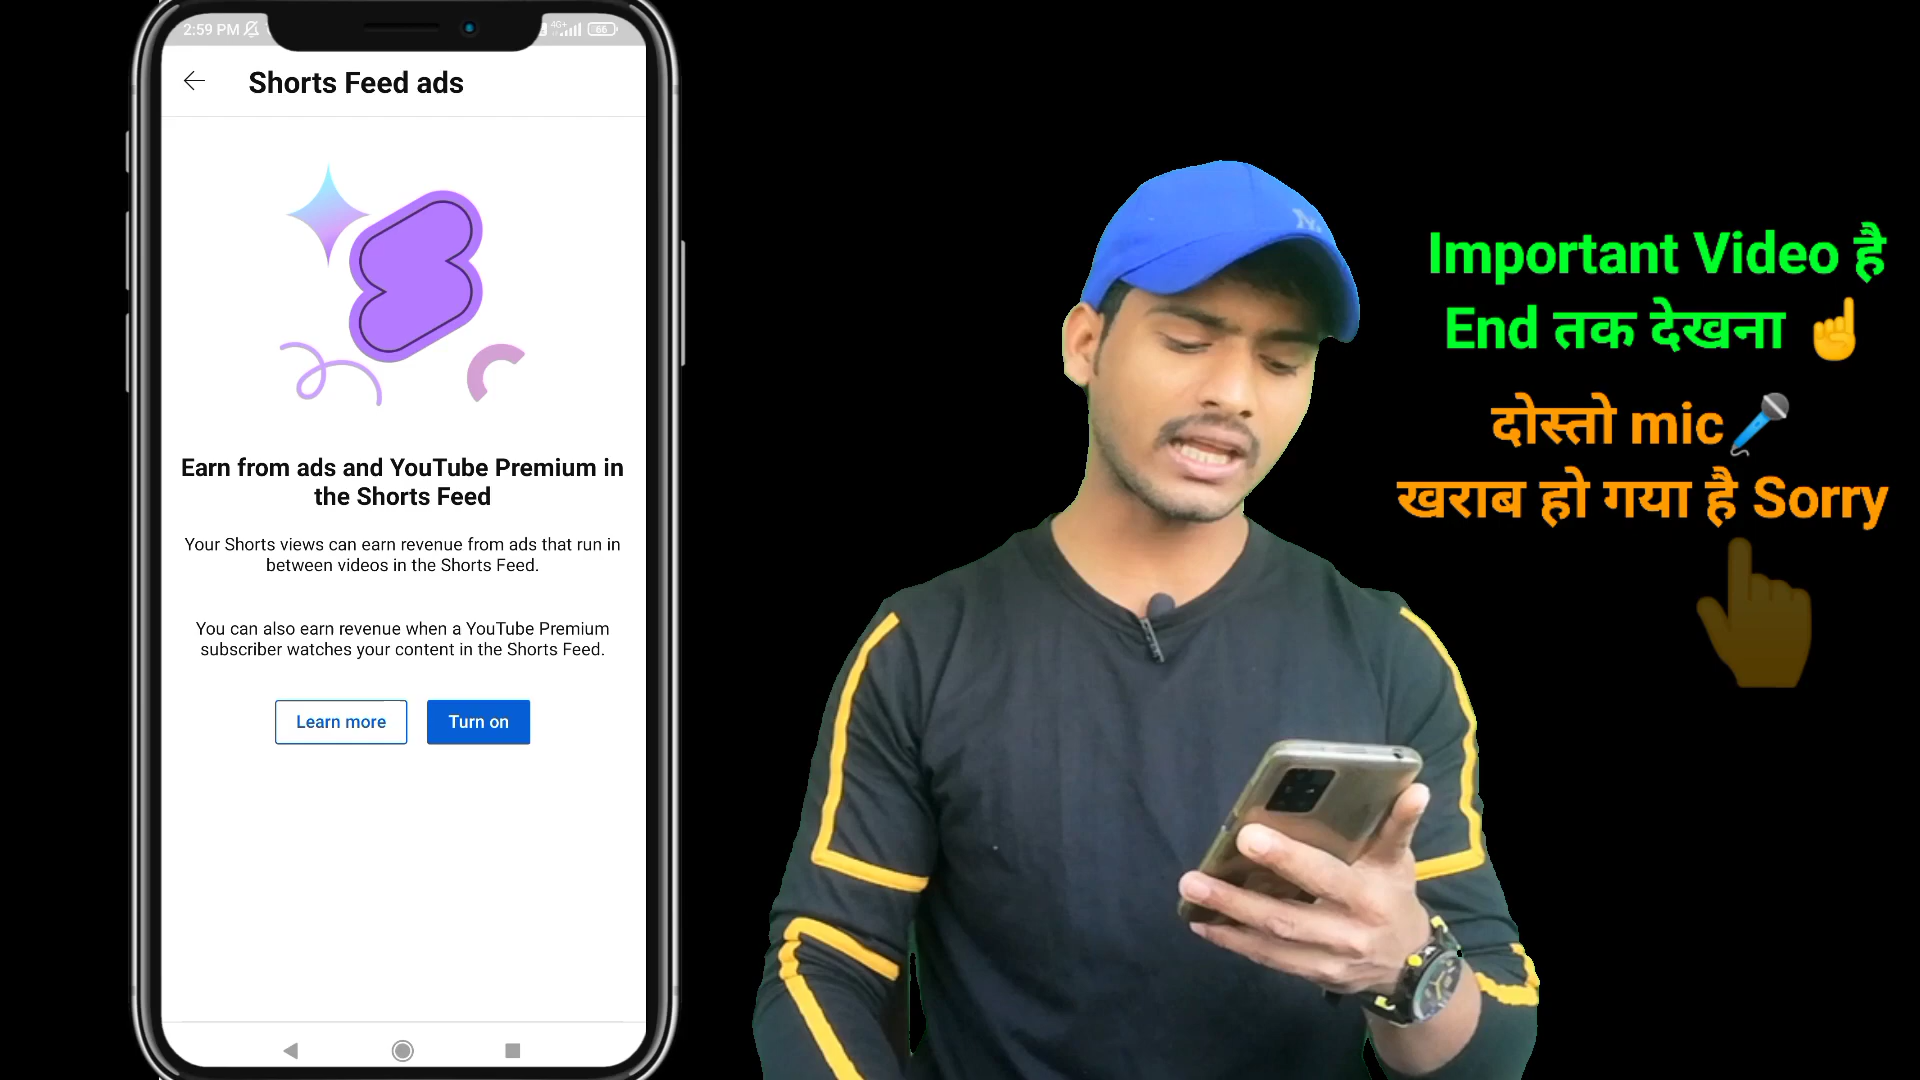 2:59 PM
4G+
66
Shorts Feed ads
Earn from ads and YouTube Premium in
the Shorts Feed
Your Shorts views can earn revenue from ads that run in
between videos in the Shorts Feed.
You can also earn revenue when a YouTube Premium
subscriber watches your content in the Shorts Feed.
Learn more
Turn on
Important Video है
End तक देखना ☝
दोस्तो mic🎤
खराब हो गया है Sorry